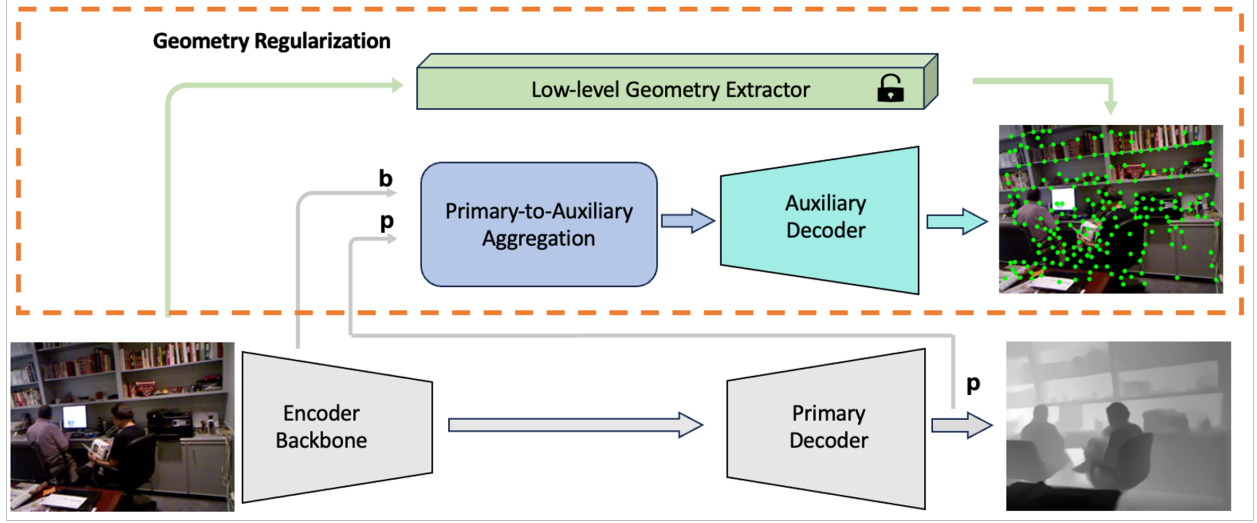 Geometry Regularization
Low-level Geometry Extractor
b
p
Primary-to-Auxiliary
Aggregation
Auxiliary
Decoder
Encoder
Backbone
Primary
Decoder
p